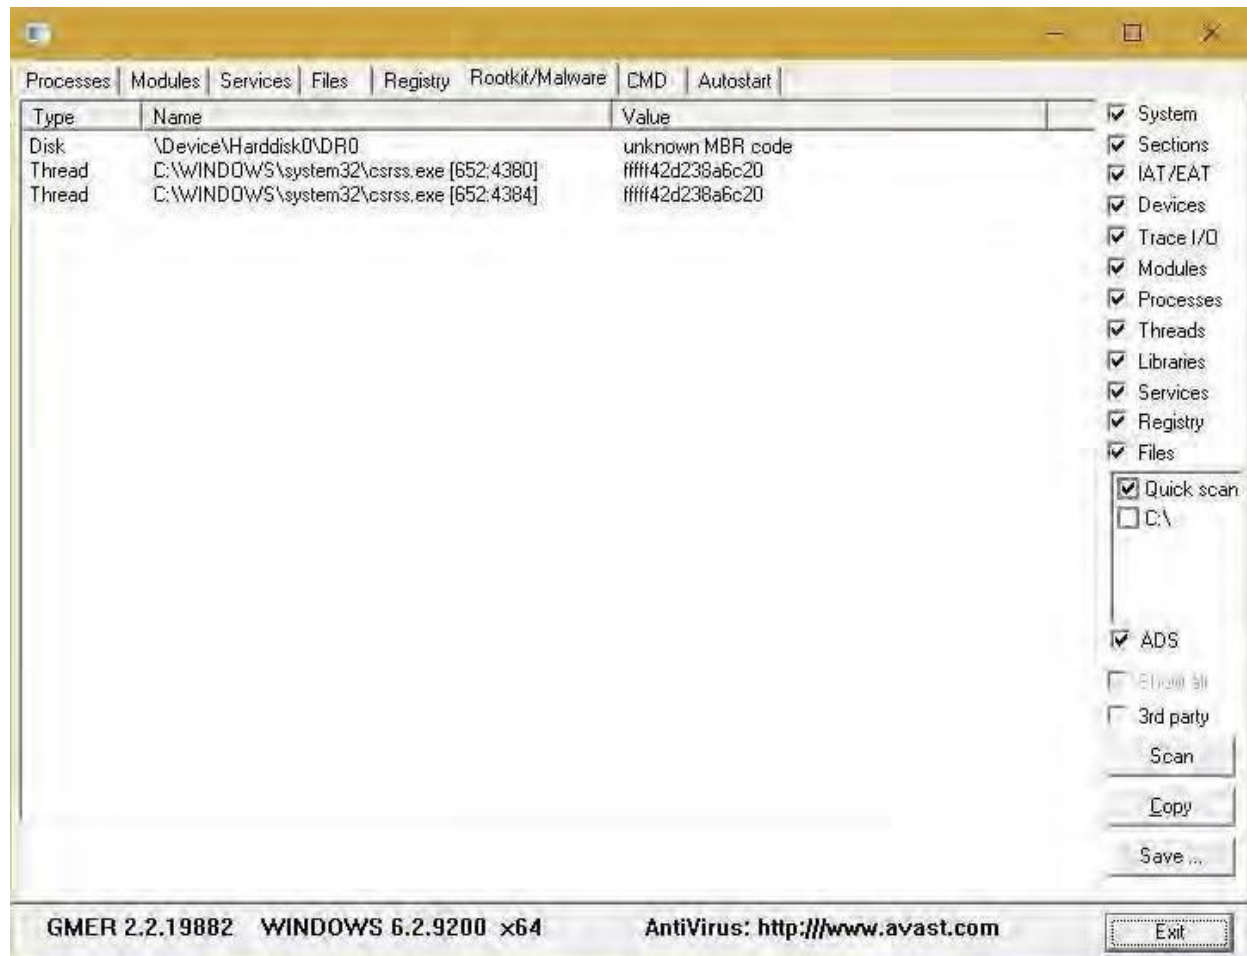 Processes Modules Services Files Registry Rootkit/Malware CMD Autostart
Type Name Value
Disk \Device\Harddisk0\DR0 unknown MBR code
Thread C:\WINDOWS\system32\csrss.exe [652:4380] fffff42d238a6c20
Thread C:\WINDOWS\system32\csrss.exe [652:4384] fffff42d238a6c20
System
Sections
IAT/EAT
Devices
Trace I/O
Modules
Processes
Threads
Libraries
Services
Registry
Files
Quick scan
C:\
ADS
Show all
3rd party
Scan
Copy
Save ...
GMER 2.2.19882 WINDOWS 6.2.9200 x64 AntiVirus: http:///www.avast.com Exit